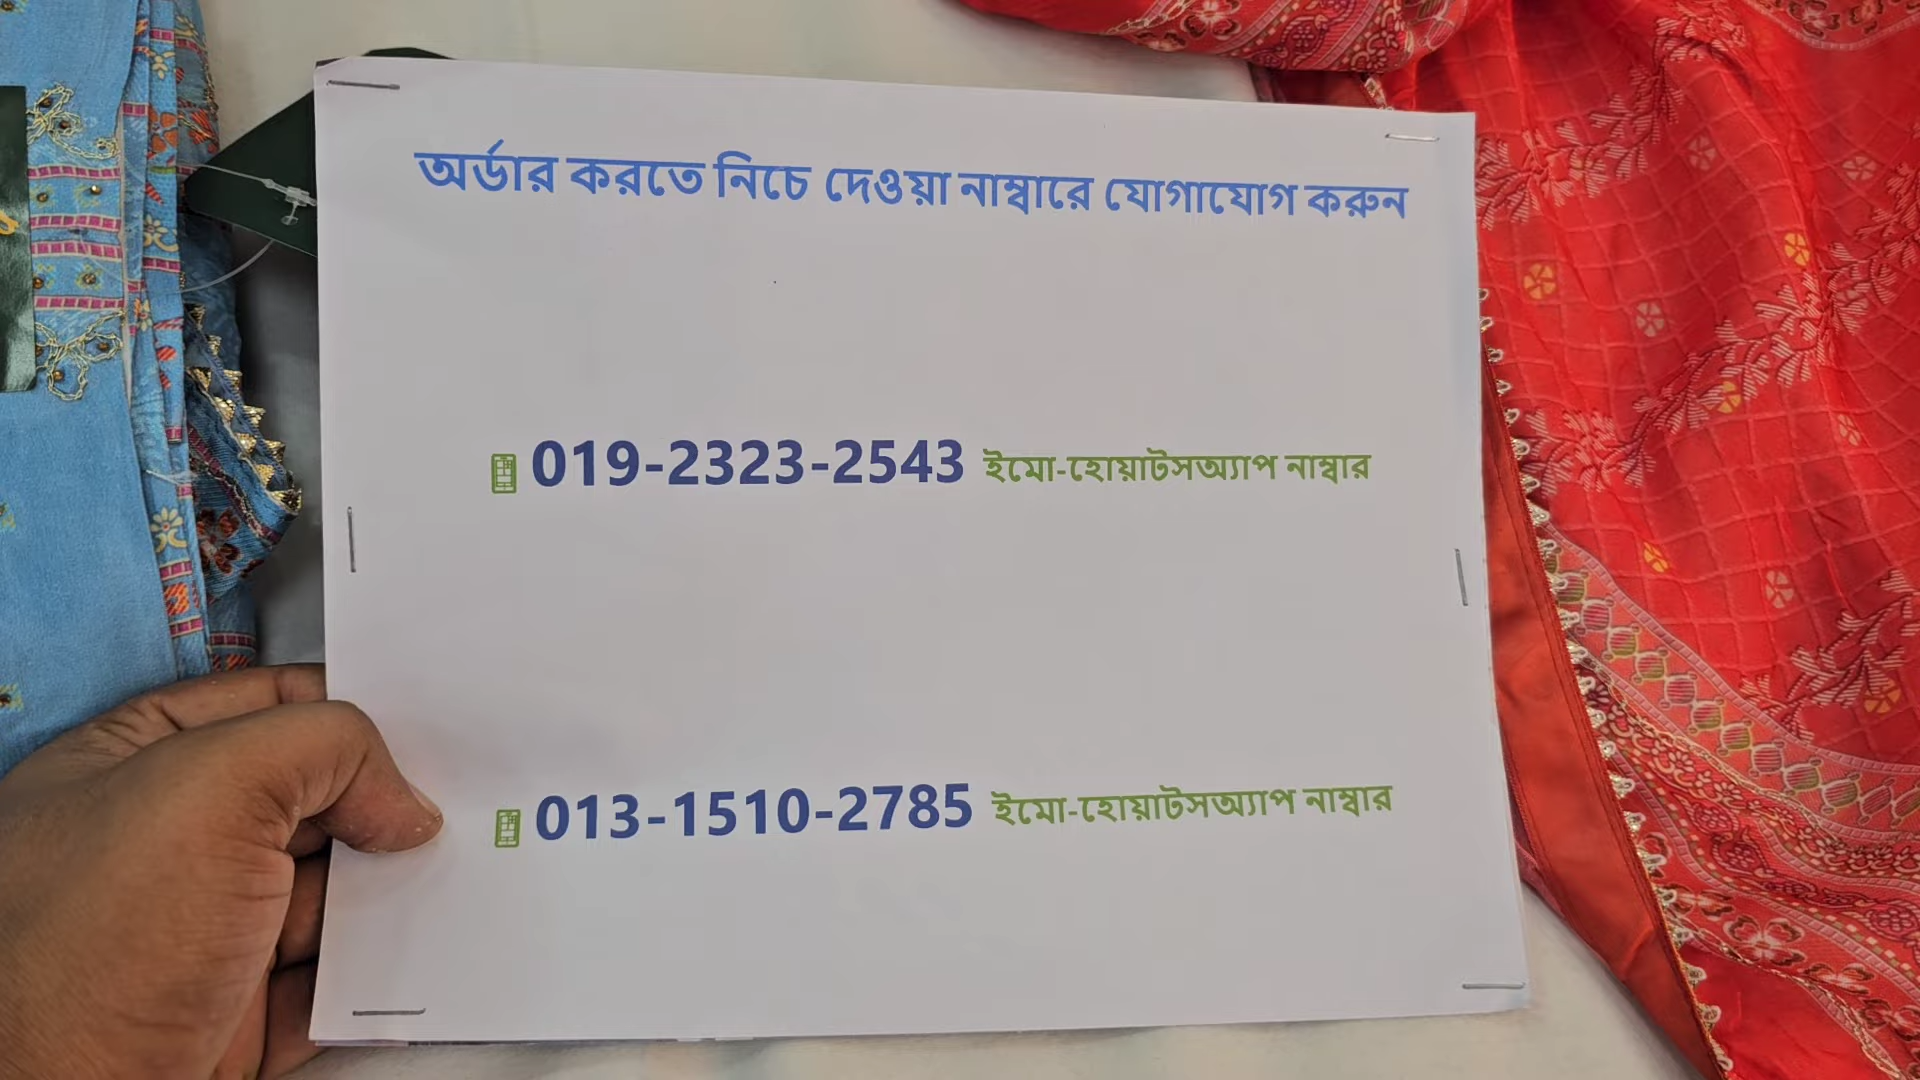 অর্ডার করতে নিচে দেওয়া নাম্বারে যোগাযোগ করুন
019-2323-2543 ইমো-হোয়াটসঅ্যাপ নাম্বার
013-1510-2785 ইমো-হোয়াটসঅ্যাপ নাম্বার